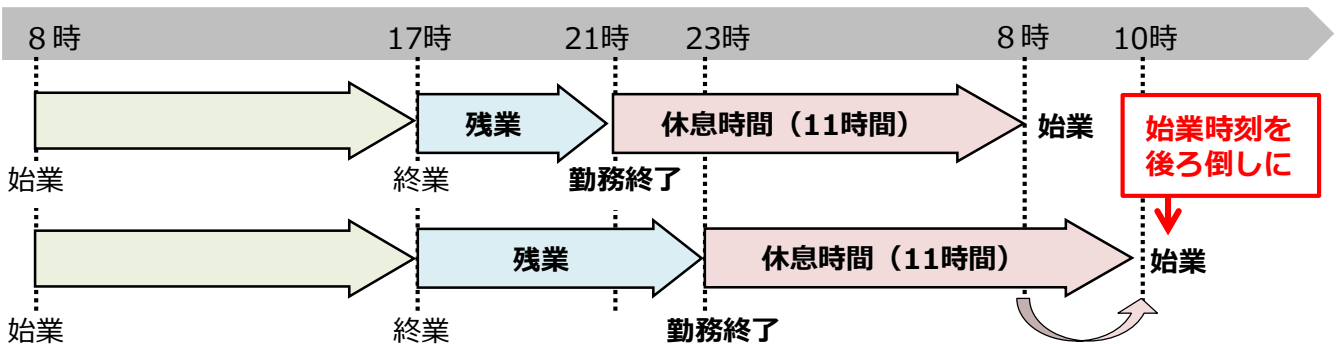 ８時 17時 21時 23時 ８時 10時
残業 休息時間（11時間） 始業
始業時刻を
後ろ倒しに
始業 終業 勤務終了
残業 休息時間（11時間） 始業
始業 終業 勤務終了